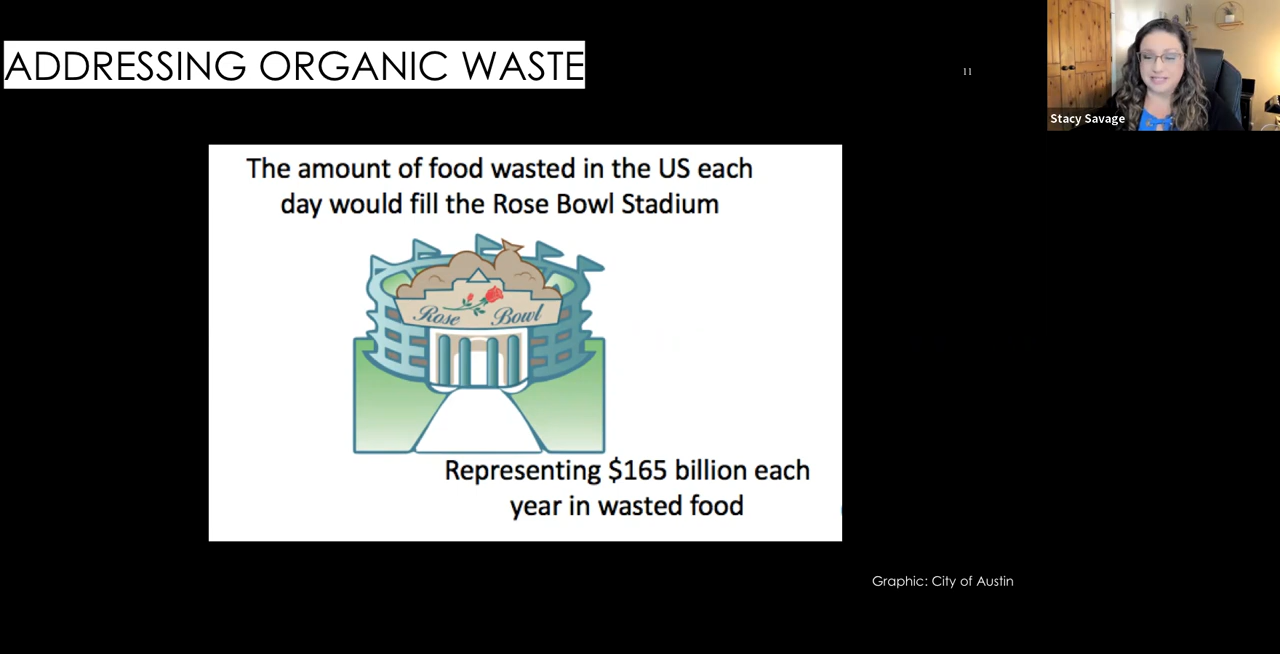 ADDRESSING ORGANIC WASTE
11
Stacy Savage
The amount of food wasted in the US each
day would fill the Rose Bowl Stadium
Rose Bowl
Representing $165 billion each
year in wasted food
Graphic: City of Austin